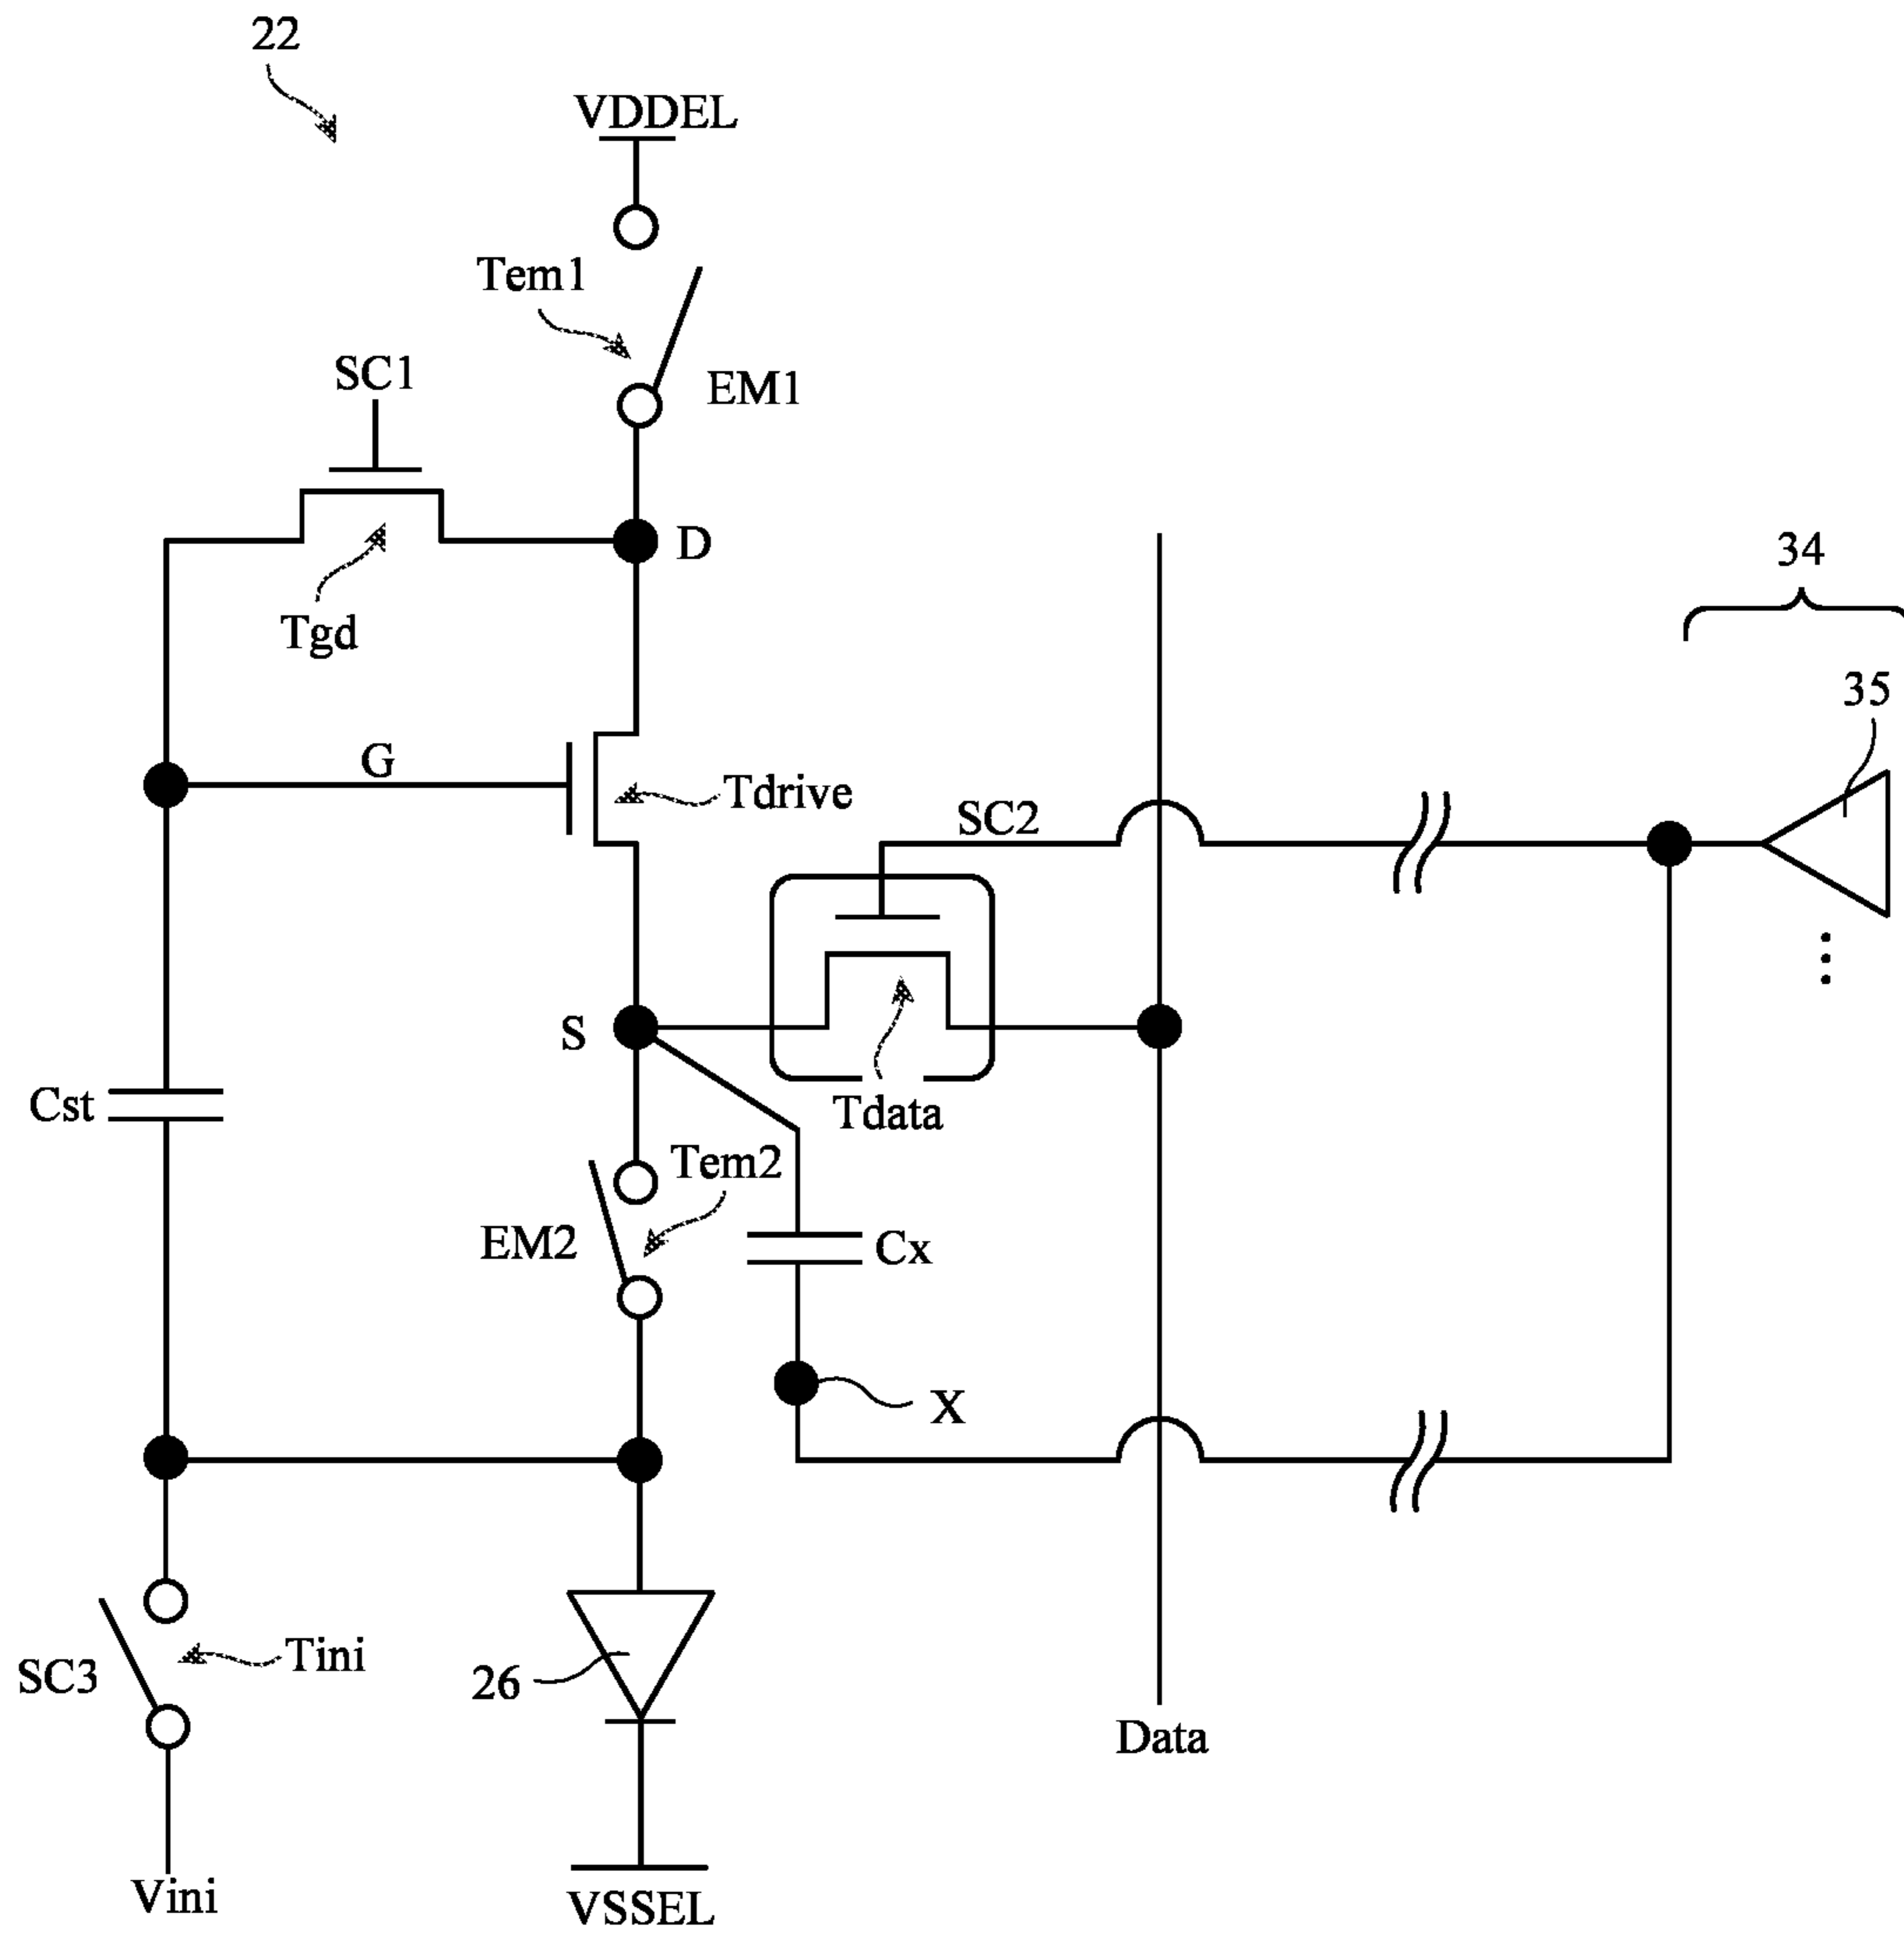 22
VDDEL
Tem1
SC1
EM1
D
34
Tgd
35
G
Tdrive
SC2
S
Cst
Tdata
Tem2
EM2
Cx
X
Tini
SC3
26
Data
Vini
VSSEL